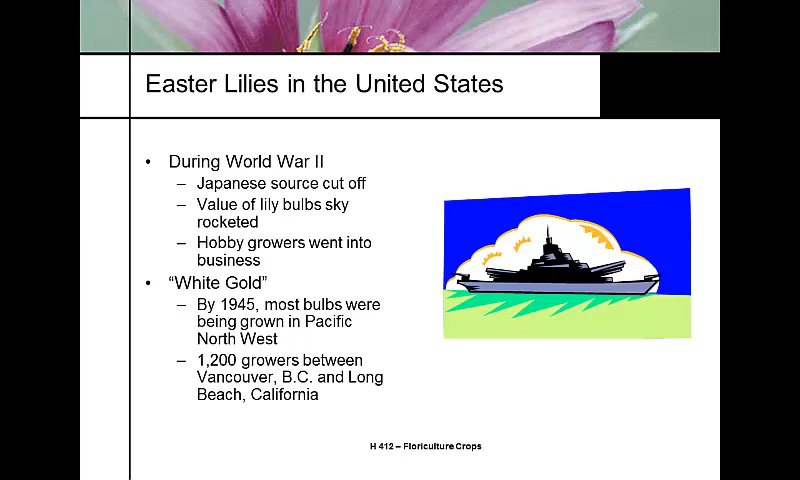 Easter Lilies in the United States
• During World War II
– Japanese source cut off
– Value of lily bulbs sky
rocketed
– Hobby growers went into
business
• “White Gold”
– By 1945, most bulbs were
being grown in Pacific
North West
– 1,200 growers between
Vancouver, B.C. and Long
Beach, California
H 412 – Floriculture Crops